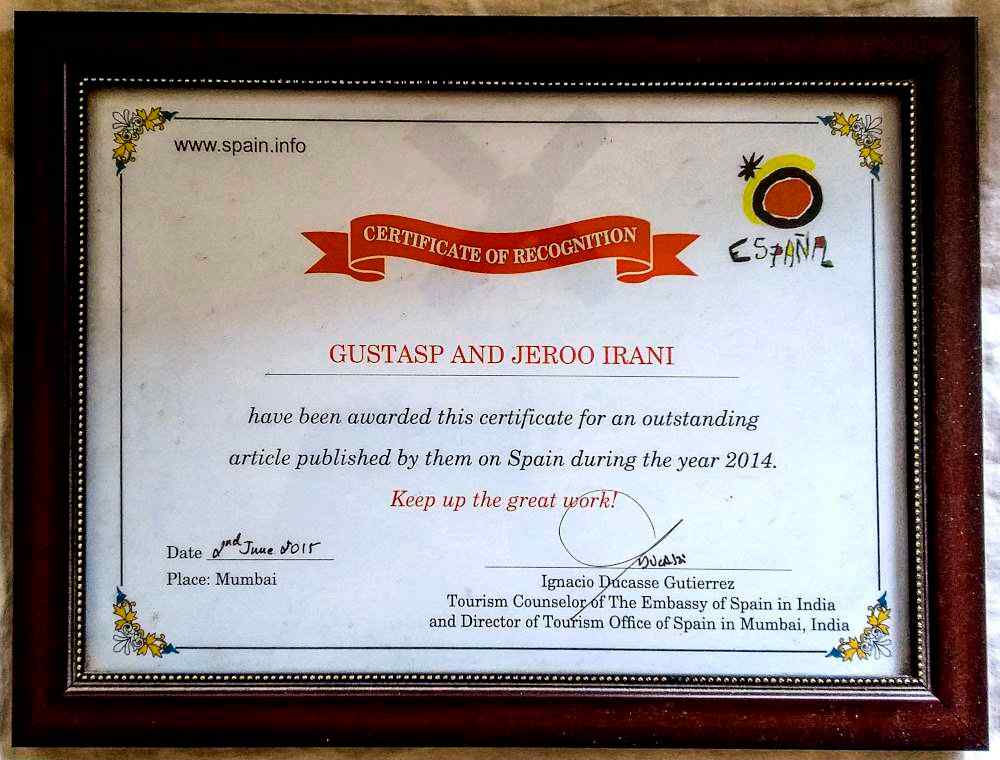 www.spain.info
ESPAÑA
CERTIFICATE OF RECOGNITION
GUSTASP AND JEROO IRANI
have been awarded this certificate for an outstanding
article published by them on Spain during the year 2014.
Keep up the great work!
Date 2nd June 2015
Place: Mumbai
Ignacio Ducasse Gutierrez
Tourism Counselor of The Embassy of Spain in India
and Director of Tourism Office of Spain in Mumbai, India